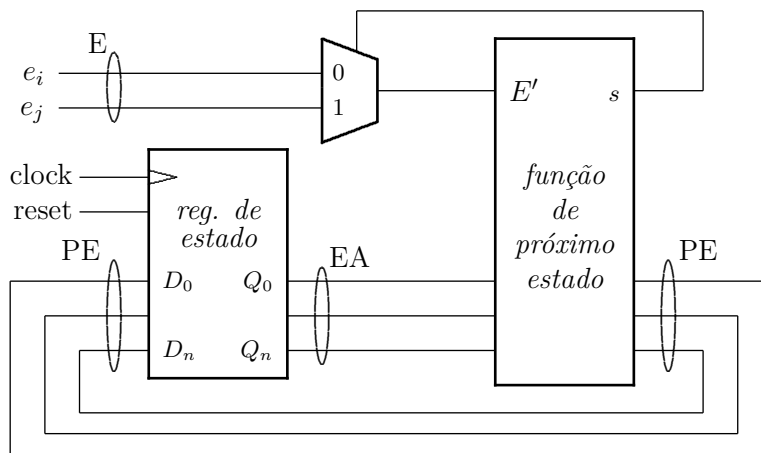 E
e_i
e_j
0
1
E′
s
clock
reset
reg. de
estado
função
de
próximo
estado
PE
EA
PE
D_0
Q_0
D_n
Q_n